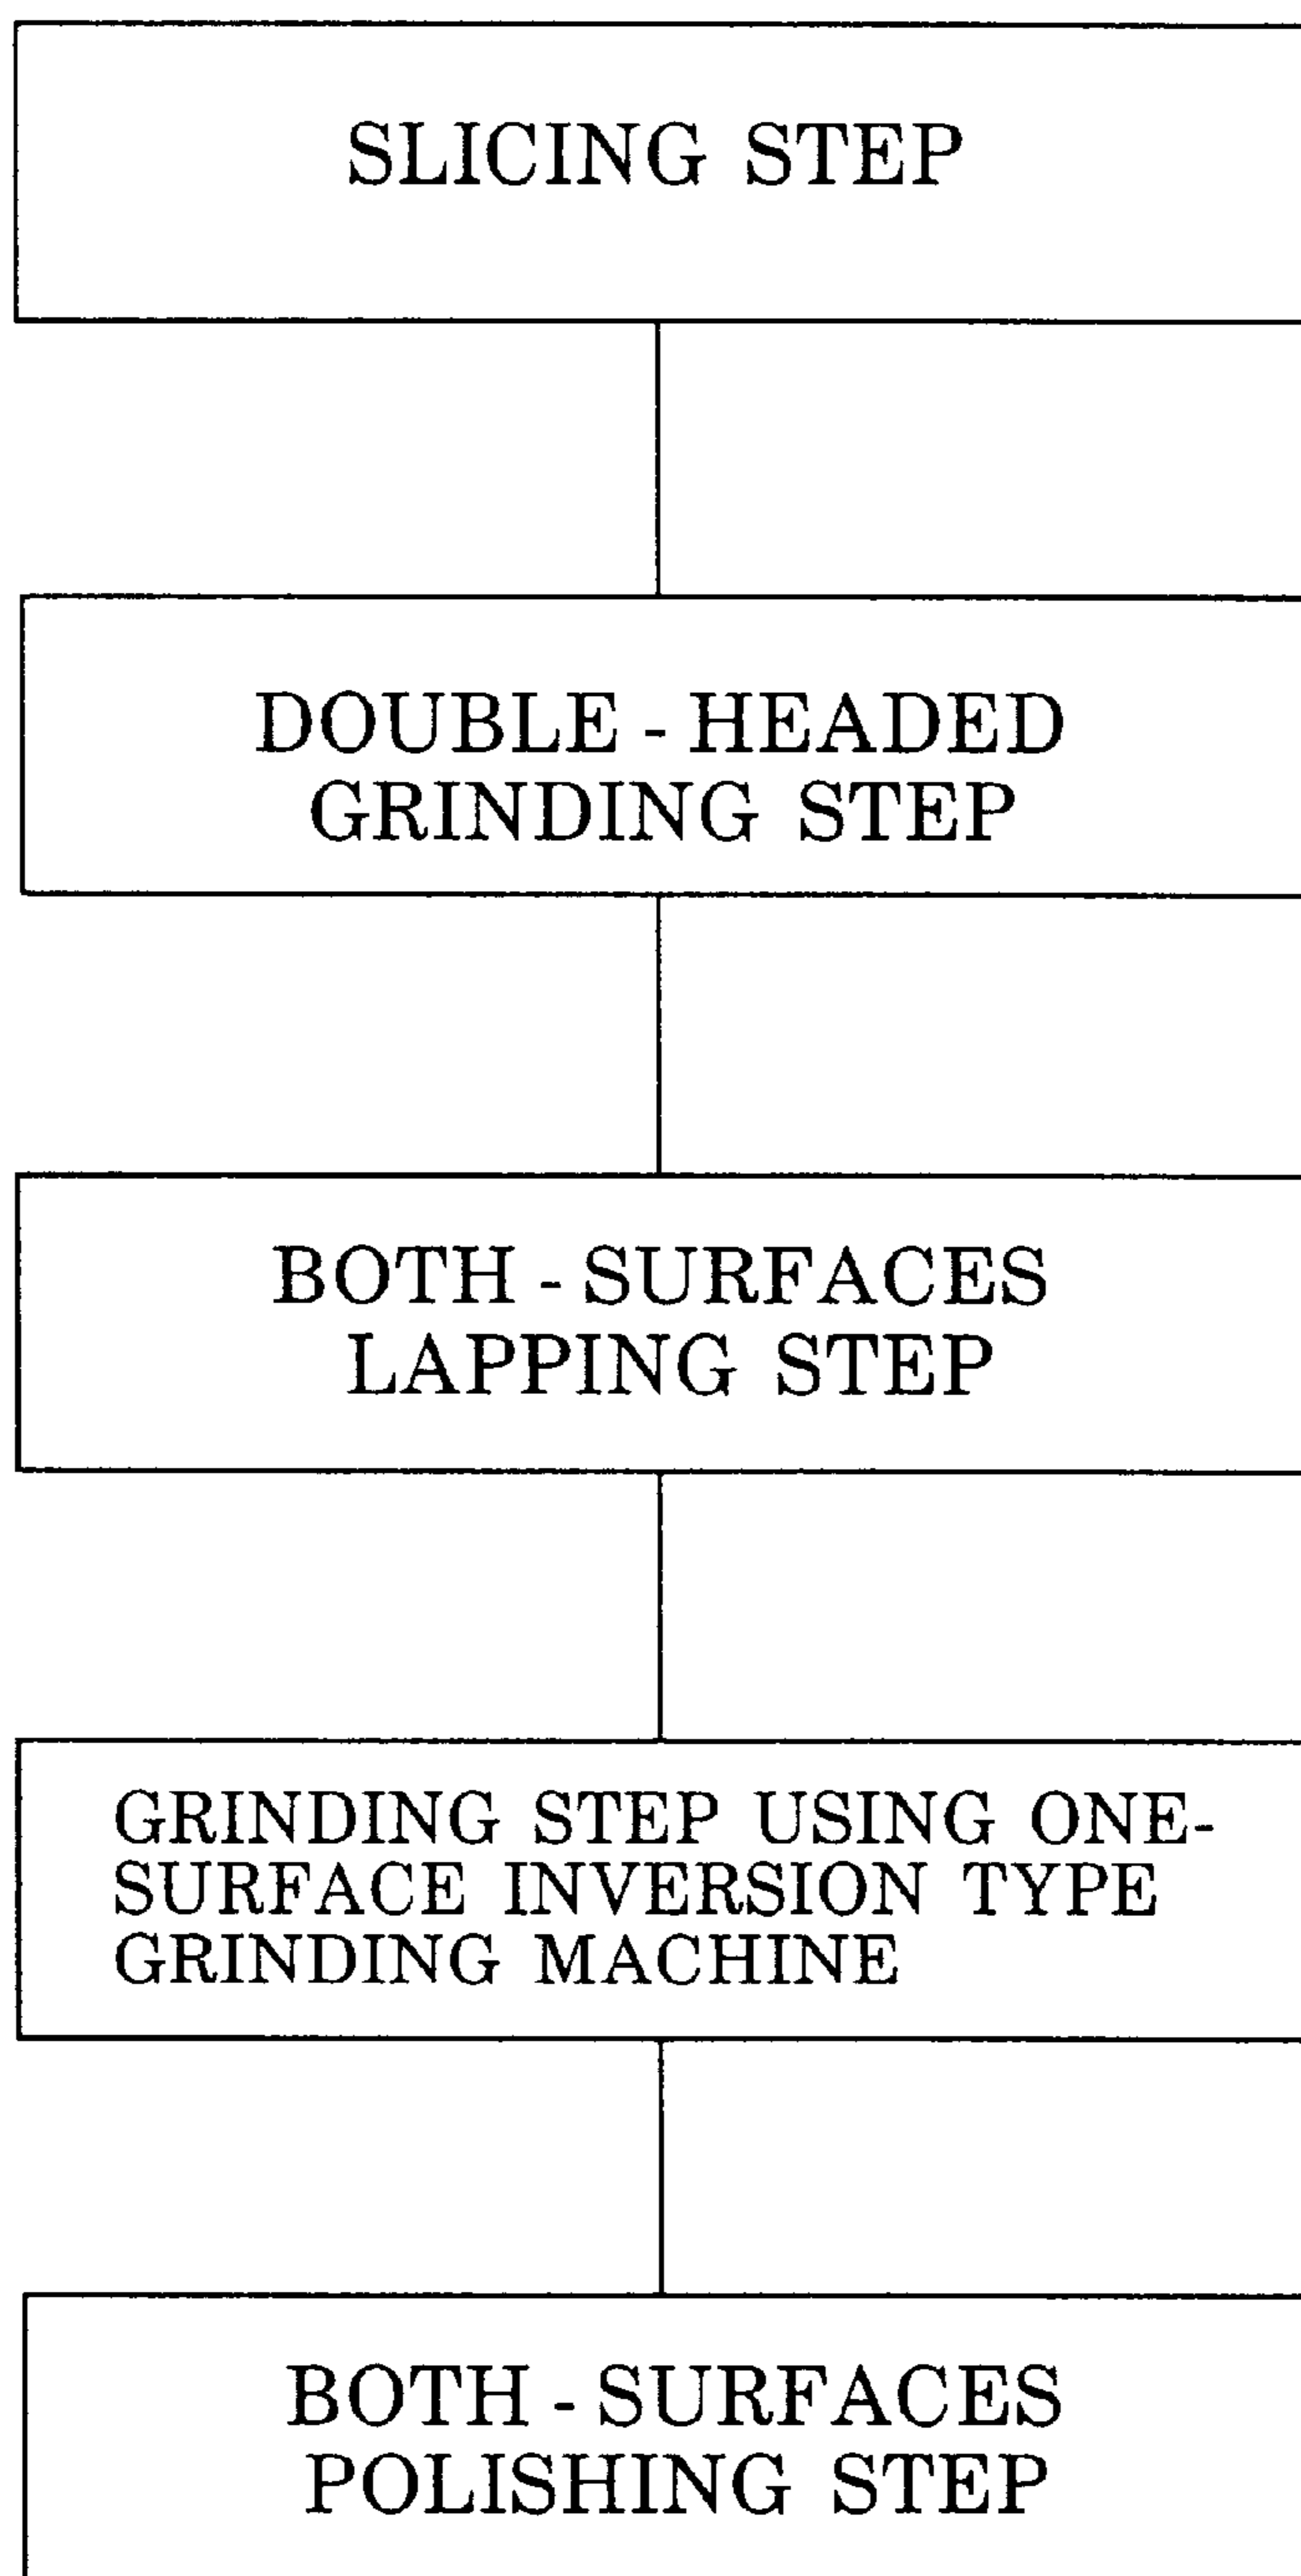 SLICING STEP
DOUBLE - HEADED
GRINDING STEP
BOTH - SURFACES
LAPPING STEP
GRINDING STEP USING ONE-
SURFACE INVERSION TYPE
GRINDING MACHINE
BOTH - SURFACES
POLISHING STEP